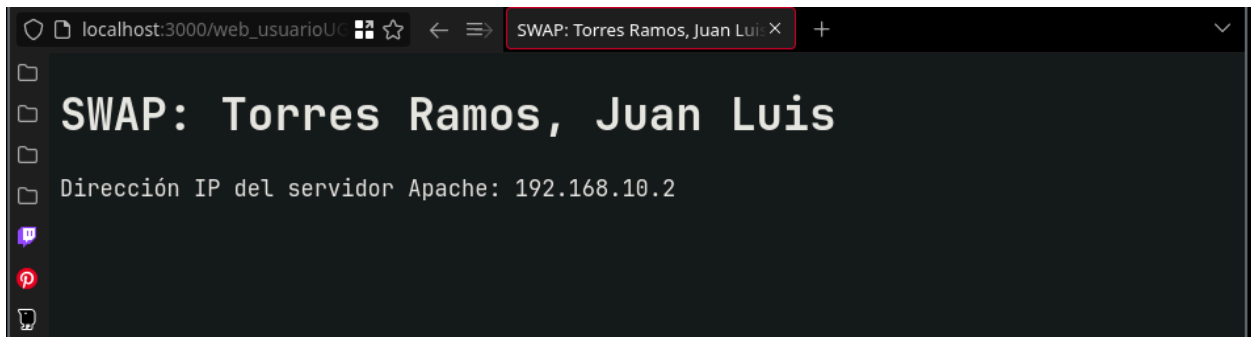 localhost:3000/web_usuarioUG
SWAP: Torres Ramos, Juan Luis
SWAP: Torres Ramos, Juan Luis
Dirección IP del servidor Apache: 192.168.10.2